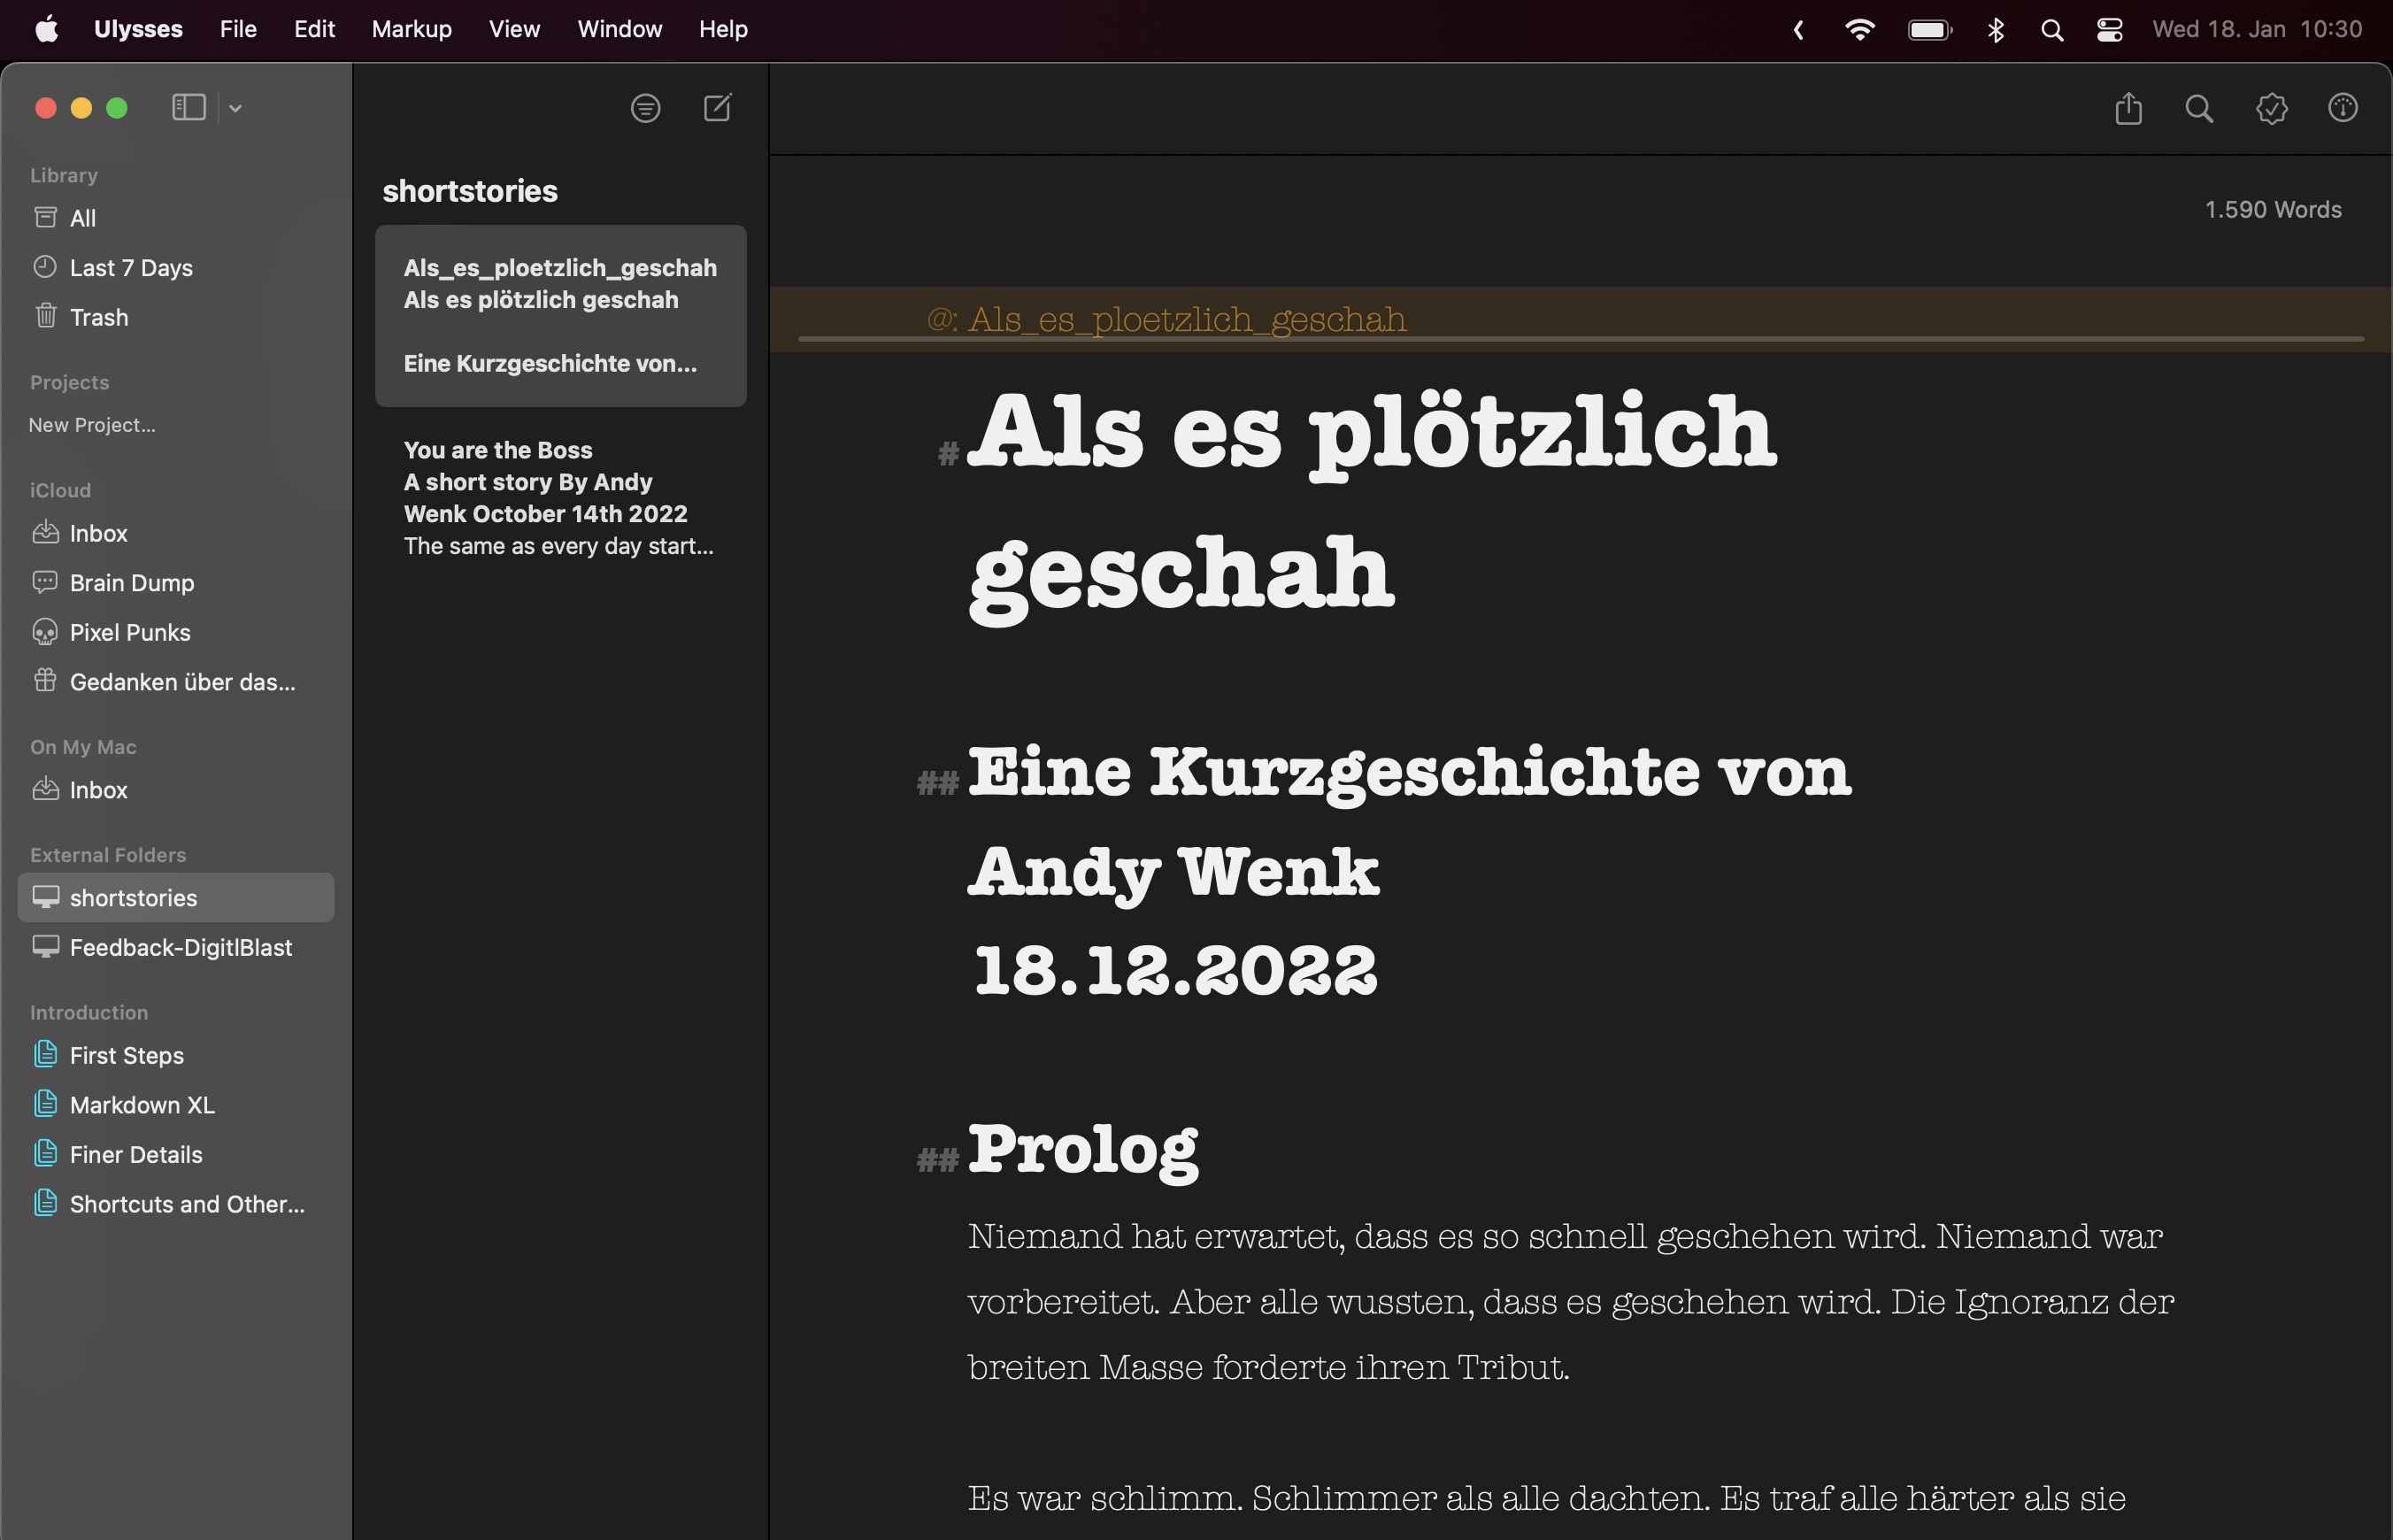 Ulysses File Edit Markup View Window Help
Wed 18. Jan 10:30
Library
All
Last 7 Days
Trash
Projects
New Project...
iCloud
Inbox
Brain Dump
Pixel Punks
Gedanken über das...
On My Mac
Inbox
External Folders
shortstories
Feedback-DigitlBlast
Introduction
First Steps
Markdown XL
Finer Details
Shortcuts and Other...
shortstories
Als_es_ploetzlich_geschah
Als es plötzlich geschah
Eine Kurzgeschichte von...
You are the Boss
A short story By Andy
Wenk October 14th 2022
The same as every day start...
1.590 Words
@: Als_es_ploetzlich_geschah
# Als es plötzlich
geschah
## Eine Kurzgeschichte von
Andy Wenk
18.12.2022
## Prolog
Niemand hat erwartet, dass es so schnell geschehen wird. Niemand war
vorbereitet. Aber alle wussten, dass es geschehen wird. Die Ignoranz der
breiten Masse forderte ihren Tribut.
Es war schlimm. Schlimmer als alle dachten. Es traf alle härter als sie